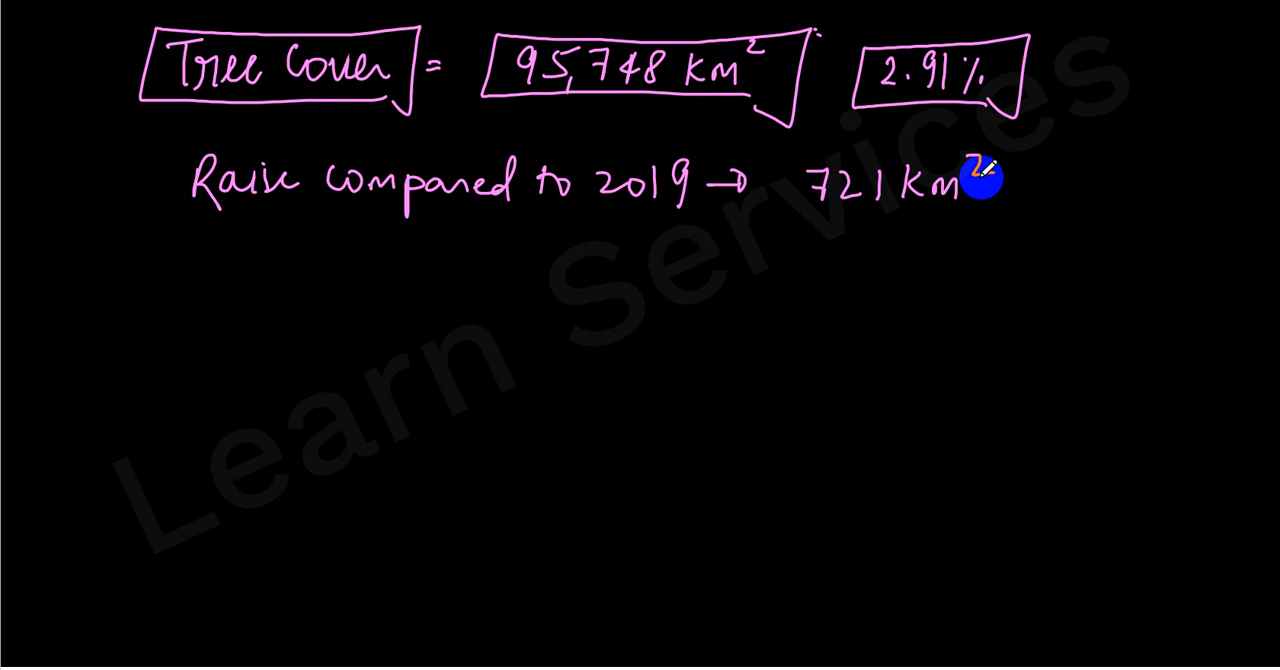 Tree Cover = 95,748 KM² 2.91%
Raise compared to 2019 → 721 KM²
Learn Services